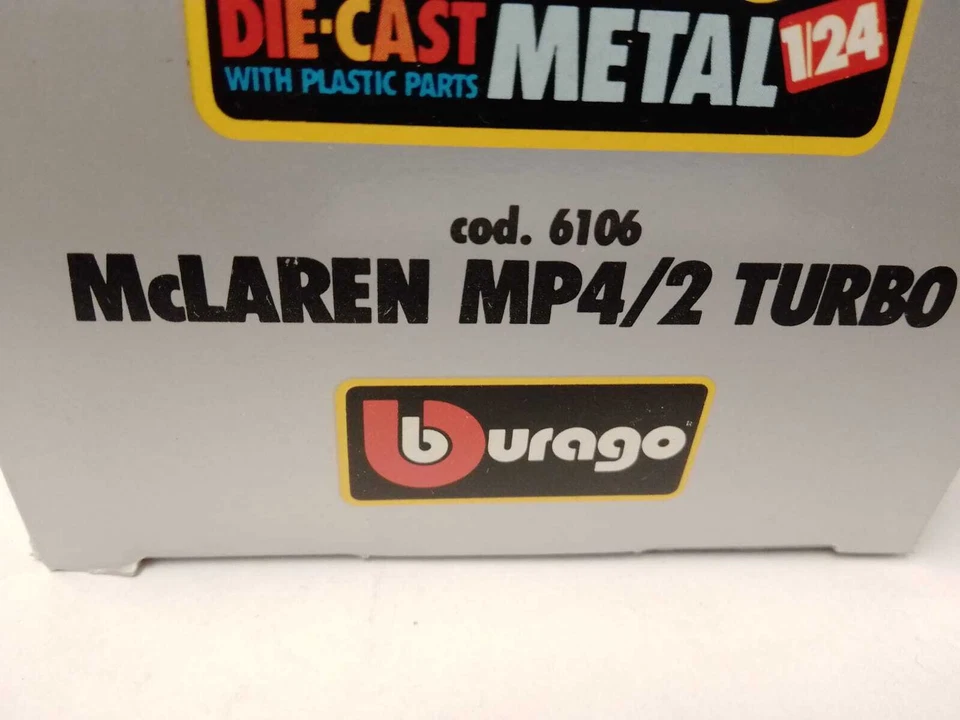 DIE-CAST METAL 1/24
WITH PLASTIC PARTS
cod. 6106
McLAREN MP4/2 TURBO
burago